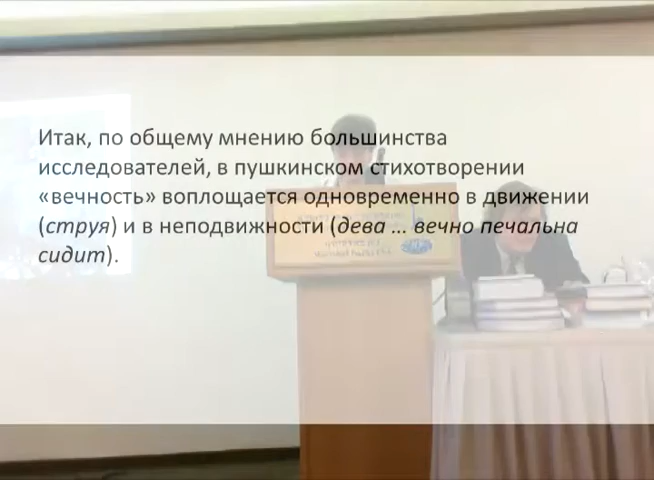 Итак, по общему мнению большинства
исследователей, в пушкинском стихотворении
«вечность» воплощается одновременно в движении
(струя) и в неподвижности (дева ... вечно печальна
сидит).